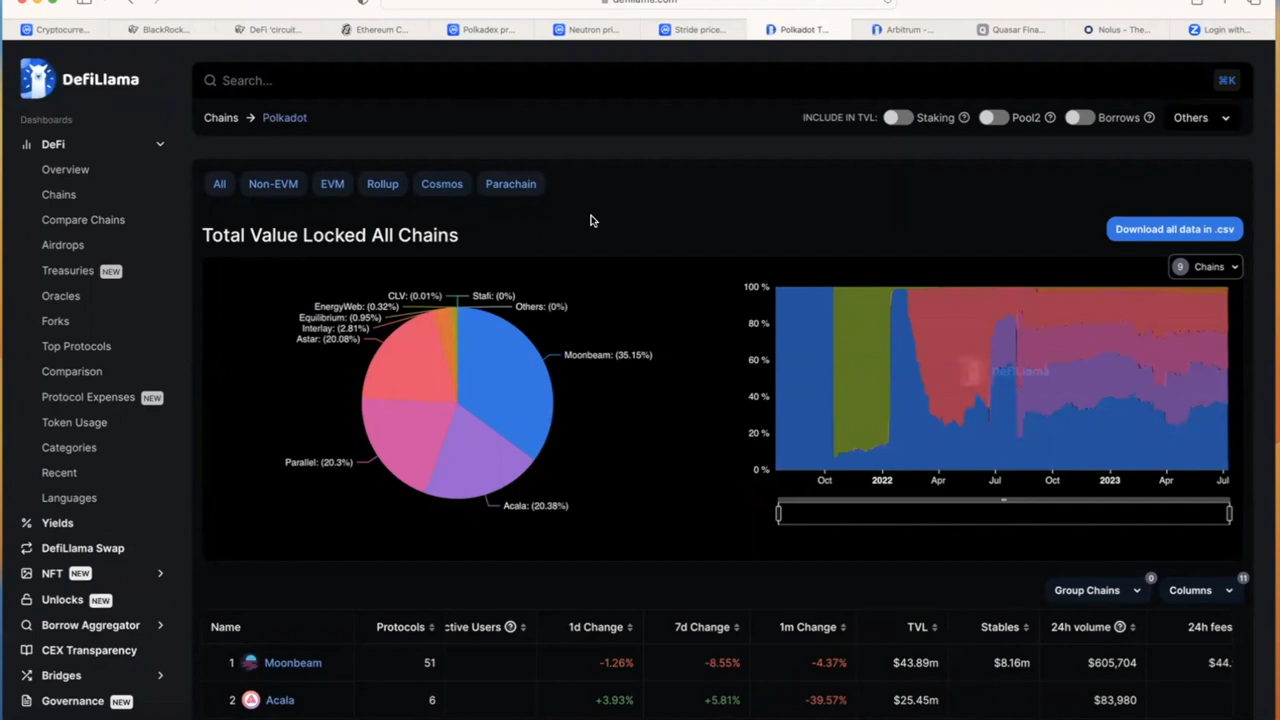 defillama.com
Cryptocurre...
BlackRock...
DeFi 'circuit...
Ethereum C...
Polkadex pr...
Neutron pri...
Stride price...
Polkadot T...
Arbitrum -...
Quasar Fina...
Nolus - The...
Login with...
DefiLlama
Search...
⌘K
Dashboards
Chains → Polkadot
INCLUDE IN TVL: Staking ? Pool2 ? Borrows ? Others
DeFi
Overview
Chains
Compare Chains
Airdrops
Treasuries NEW
Oracles
Forks
Top Protocols
Comparison
Protocol Expenses NEW
Token Usage
Categories
Recent
Languages
Yields
DefiLlama Swap
NFT NEW
Unlocks NEW
Borrow Aggregator
CEX Transparency
Bridges
Governance NEW
All Non-EVM EVM Rollup Cosmos Parachain
Total Value Locked All Chains
Download all data in .csv
9 Chains
CLV: (0.01%)
Stafi: (0%)
EnergyWeb: (0.32%)
Others: (0%)
Equilibrium: (0.95%)
Interlay: (2.81%)
Astar: (20.08%)
Moonbeam: (35.15%)
Parallel: (20.3%)
Acala: (20.38%)
100 %
80 %
60 %
40 %
20 %
0 %
DefiLlama
Oct 2022 Apr Jul Oct 2023 Apr Jul
Group Chains 0
Columns 11
Name Protocols ctive Users ? 1d Change 7d Change 1m Change TVL Stables 24h volume ? 24h fees
1 Moonbeam 51 -1.26% -8.55% -4.37% $43.89m $8.16m $605,704 $44.
2 Acala 6 +3.93% +5.81% -39.57% $25.45m $83,980